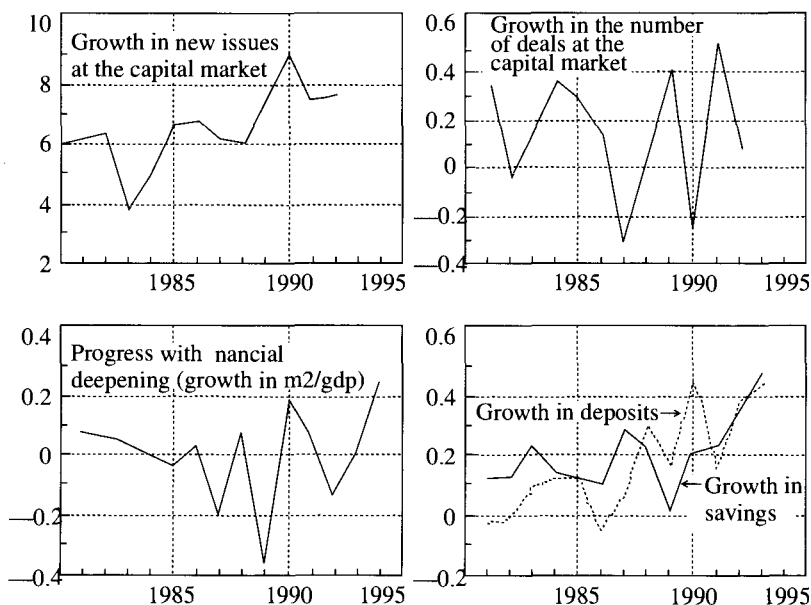 10
8
6
4
2
Growth in new issues
at the capital market
1985 1990 1995
0.6
0.4
0.2
0
—0.2
—0.4
Growth in the number
of deals at the
capital market
1985 1990 1995
0.4
0.2
0
—0.2
—0.4
Progress with nancial
deepening (growth in m2/gdp)
1985 1990 1995
0.6
0.4
0.2
0
0.2
Growth in deposits→
←Growth in
savings
1985 1990 1995